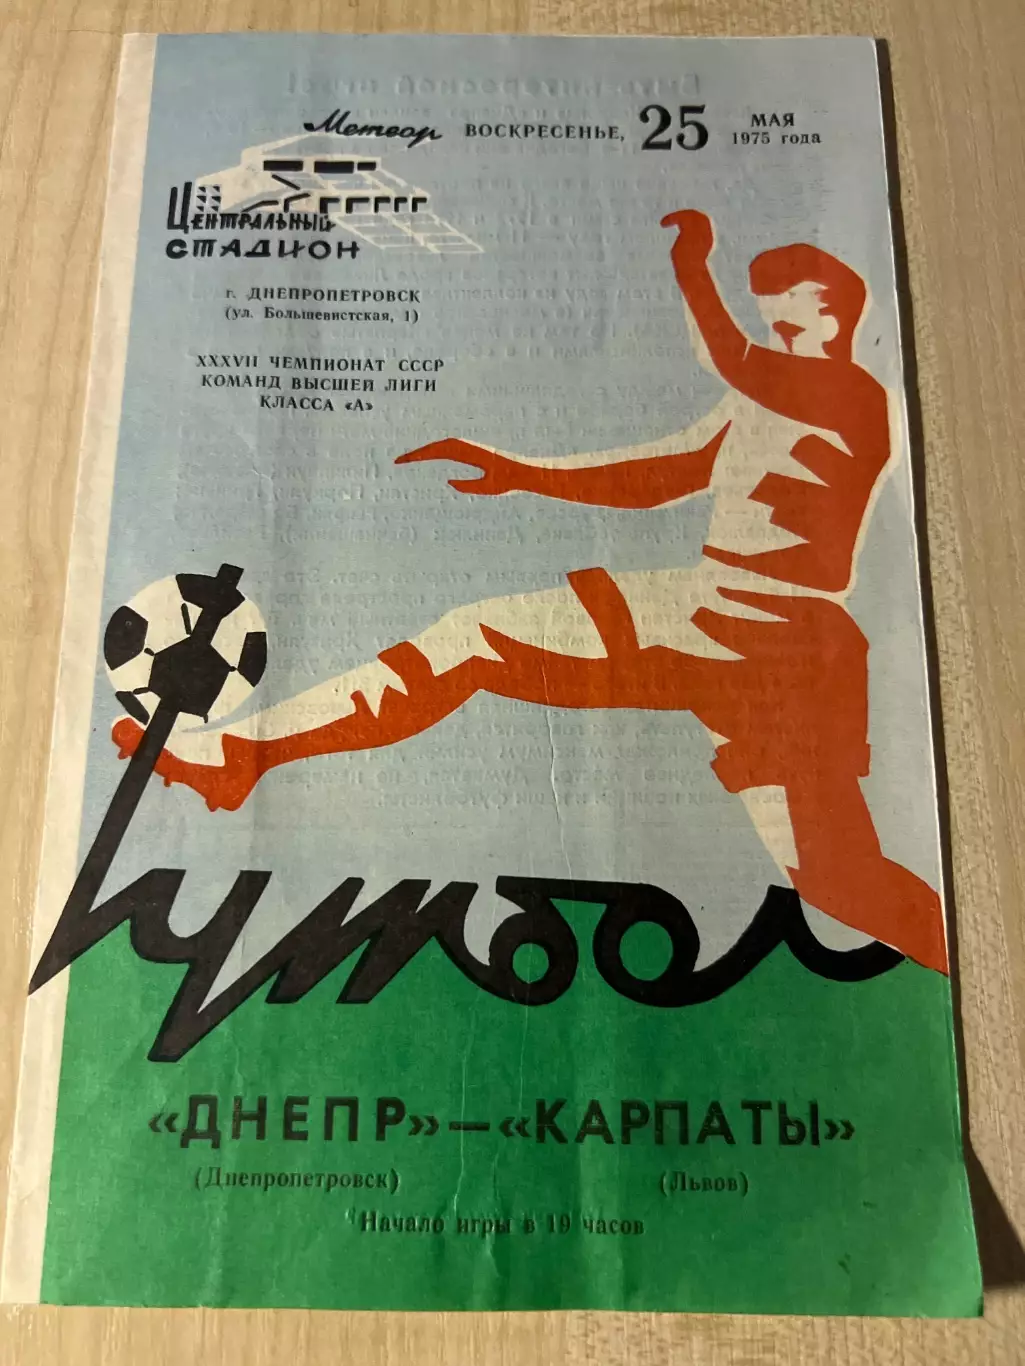 Метеор
ВОСКРЕСЕНЬЕ, 25 МАЯ
1975 года
ЦЕНТРАЛЬНЫЙ
СТАДИОН
г. ДНЕПРОПЕТРОВСК
(ул. Большевистская, 1)
XXXVII ЧЕМПИОНАТ СССР
КОМАНД ВЫСШЕЙ ЛИГИ
КЛАССА «А»
Футбол
«ДНЕПР»—«КАРПАТЫ»
(Днепропетровск) (Львов)
Начало игры в 19 часов